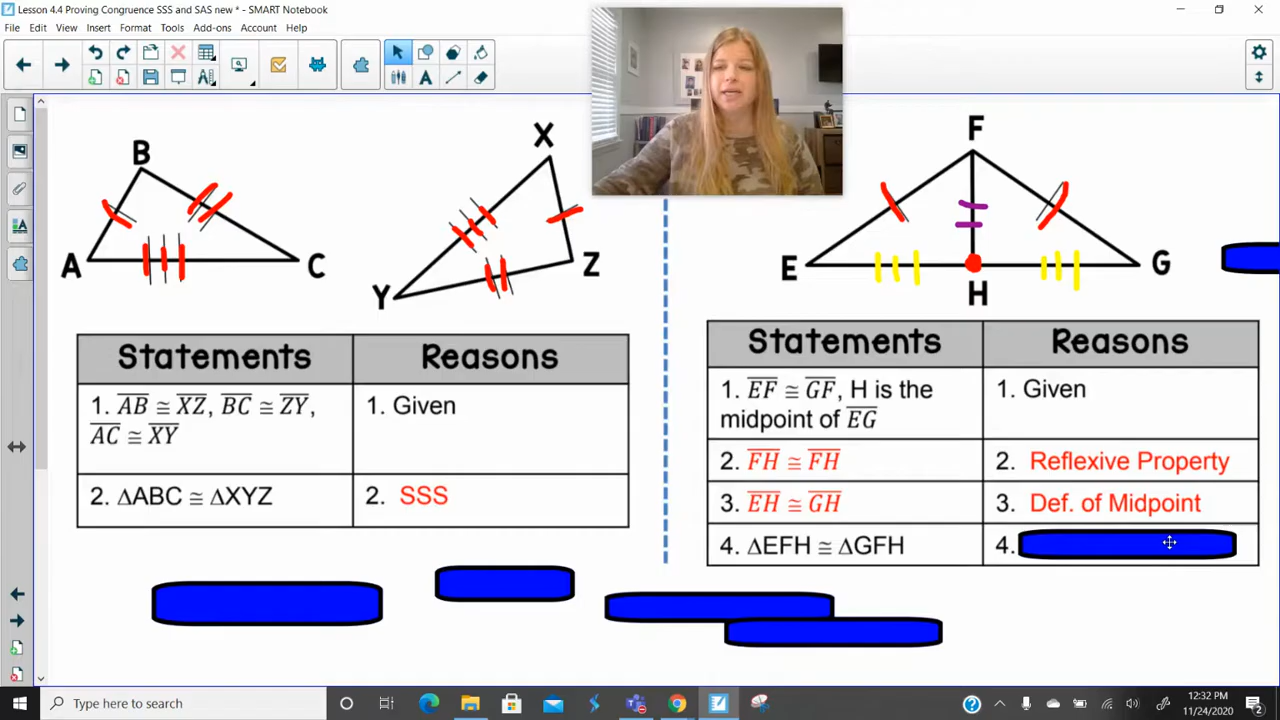 Lesson 4.4 Proving Congruence SSS and SAS new * - SMART Notebook
File Edit View Insert Format Tools Add-ons Account Help
B
A
C
X
Y
Z
F
E
H
G
Statements Reasons
1. AB ≅ XZ, BC ≅ ZY,
AC ≅ XY
1. Given
2. ΔABC ≅ ΔXYZ
2. SSS
Statements Reasons
1. EF ≅ GF, H is the
midpoint of EG
1. Given
2. FH ≅ FH
2. Reflexive Property
3. EH ≅ GH
3. Def. of Midpoint
4. ΔEFH ≅ ΔGFH
4.
Type here to search
12:32 PM
11/24/2020
2